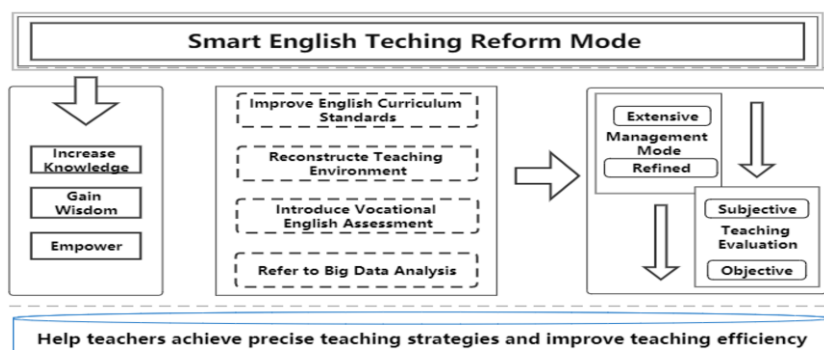 Smart English Teching Reform Mode
Increase
Knowledge
Gain
Wisdom
Empower
Improve English Curriculum
Standards
Reconstructe Teaching
Environment
Introduce Vocational
English Assessment
Refer to Big Data Analysis
Extensive
Management
Mode
Refined
Subjective
Teaching
Evaluation
Objective
Help teachers achieve precise teaching strategies and improve teaching efficiency